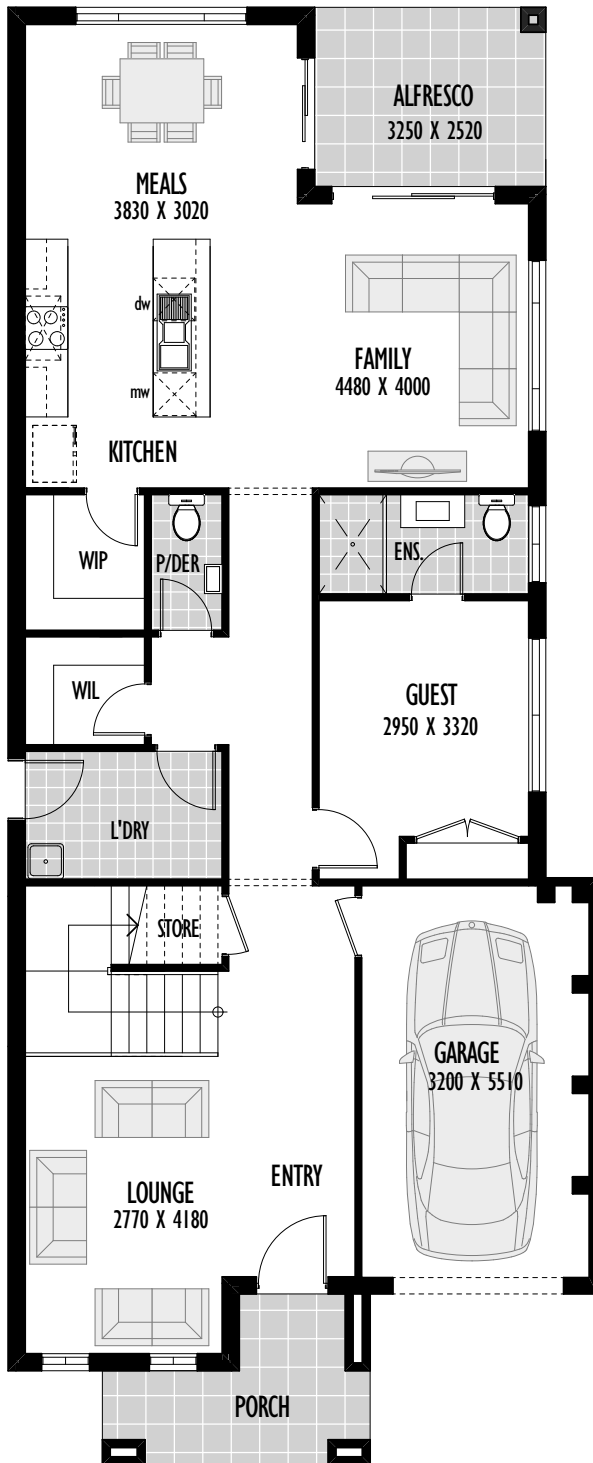 ALFRESCO
3250 X 2520
MEALS
3830 X 3020
dw
mw
FAMILY
4480 X 4000
KITCHEN
WIP
P/DER
ENS.
WIL
GUEST
2950 X 3320
L'DRY
STORE
GARAGE
3200 X 5510
LOUNGE
2770 X 4180
ENTRY
PORCH